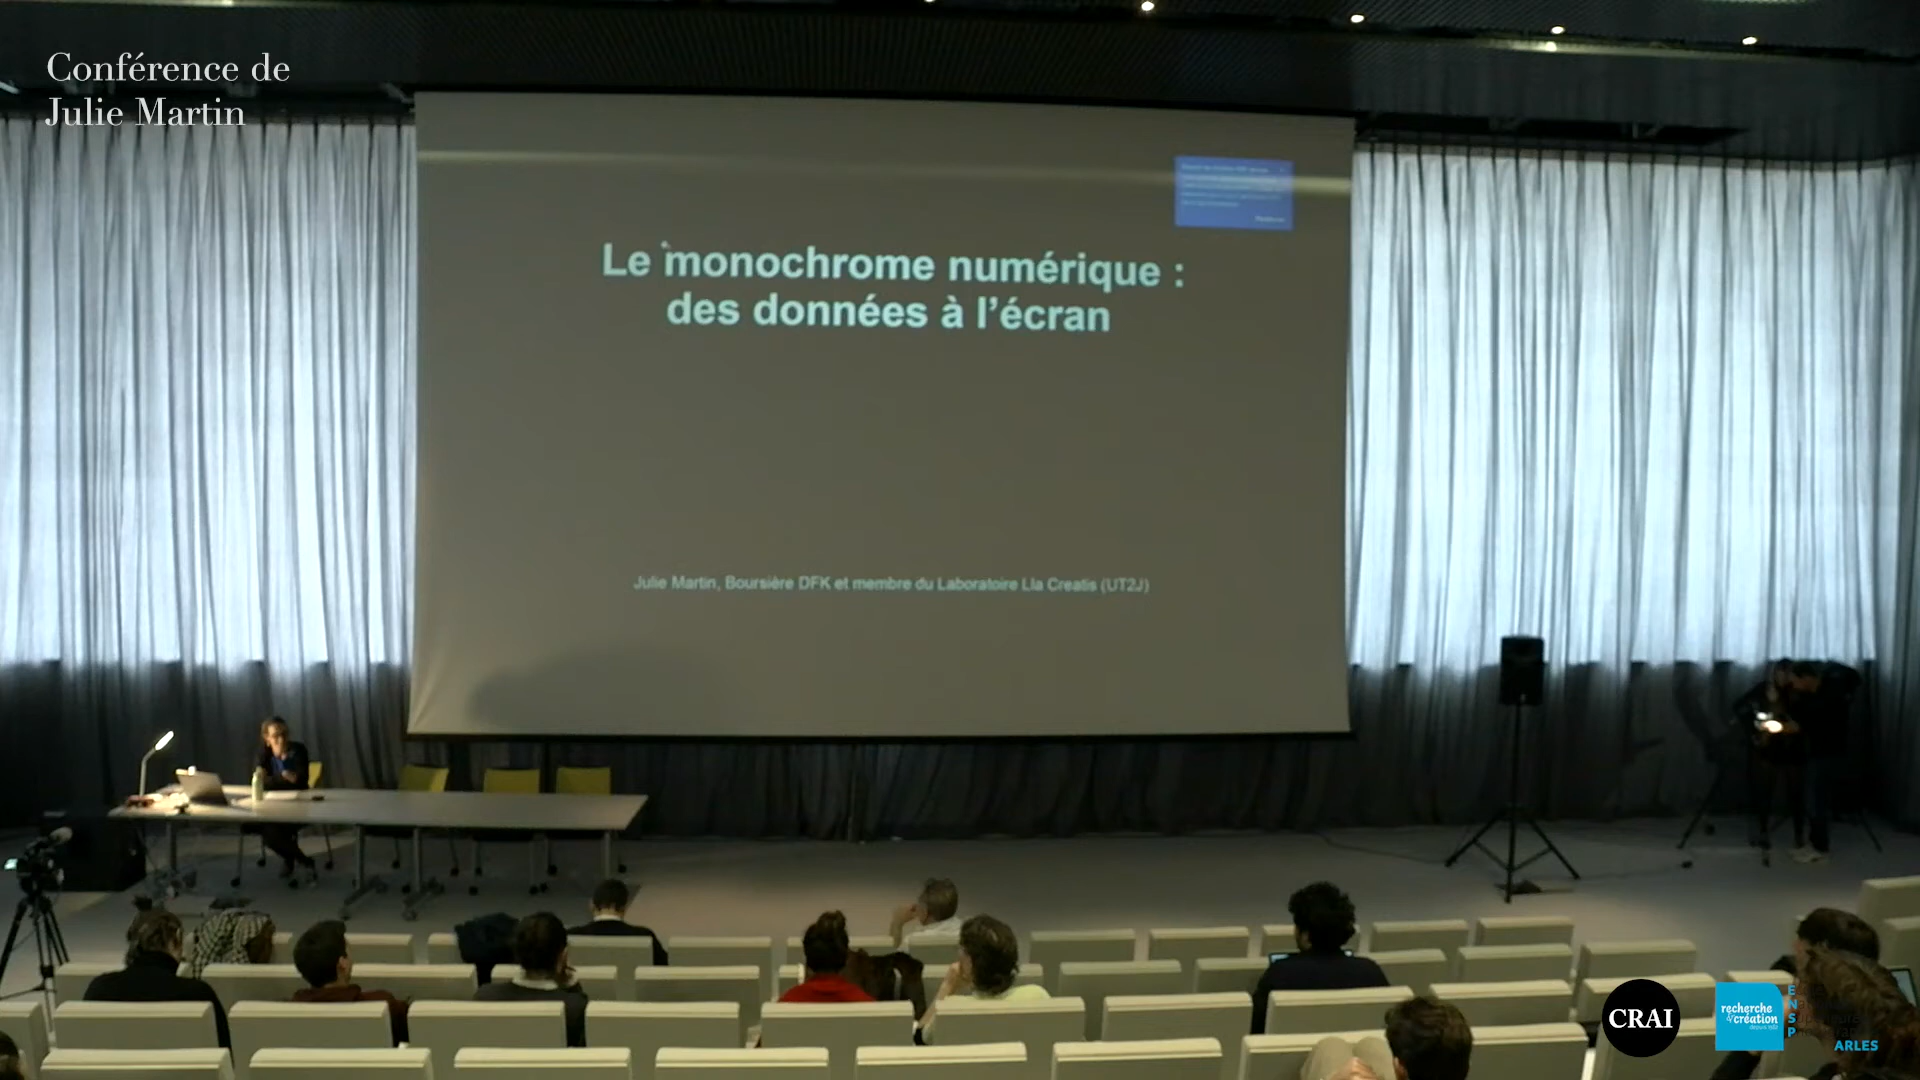 Conférence de
Julie Martin
Le monochrome numérique :
des données à l'écran
Julie Martin, Boursière DFK et membre du Laboratoire Lla Creatis (UT2J)
CRAI
recherche
&création
ENSP
ARLES